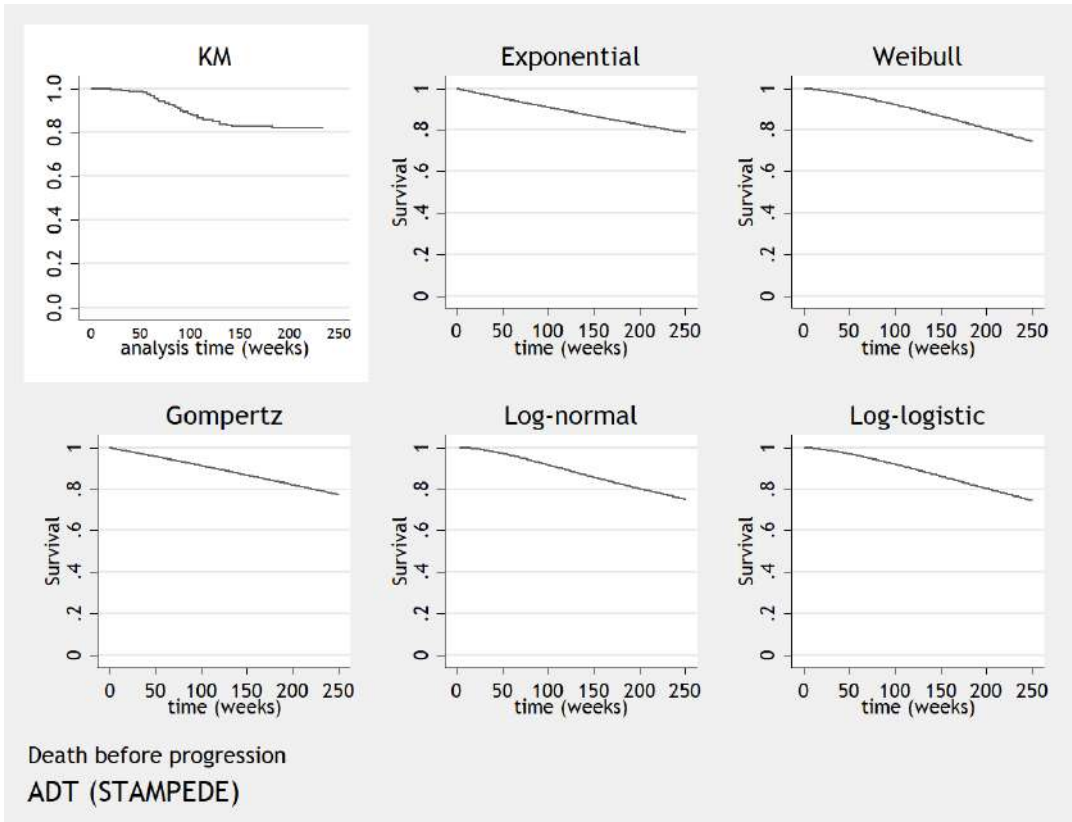 KM
1.0
0.8
0.6
0.4
0.2
0.0
0 50 100 150 200 250
analysis time (weeks)
Exponential
Survival
1
.8
.6
.4
.2
0
0 50 100 150 200 250
time (weeks)
Weibull
Survival
1
.8
.6
.4
.2
0
0 50 100 150 200 250
time (weeks)
Gompertz
Survival
1
.8
.6
.4
.2
0
0 50 100 150 200 250
time (weeks)
Log-normal
Survival
1
.8
.6
.4
.2
0
0 50 100 150 200 250
time (weeks)
Log-logistic
Survival
1
.8
.6
.4
.2
0
0 50 100 150 200 250
time (weeks)
Death before progression
ADT (STAMPEDE)